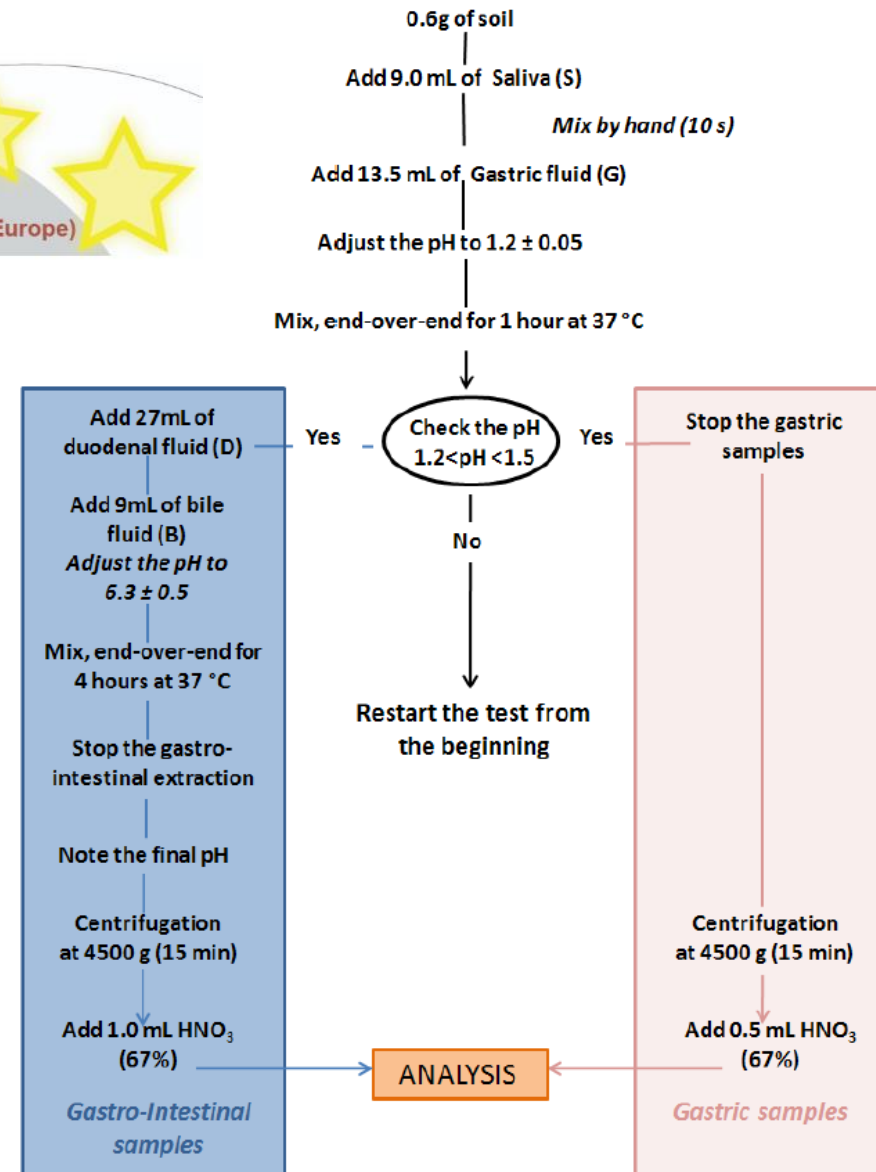 0.6g of soil
Add 9.0 mL of Saliva (S)
Mix by hand (10 s)
Add 13.5 mL of Gastric fluid (G)
Europe)
Adjust the pH to 1.2 ± 0.05
Mix, end-over-end for 1 hour at 37 °C
Check the pH
1.2<pH <1.5
Yes
Yes
No
Restart the test from
the beginning
Add 27mL of
duodenal fluid (D)
Add 9mL of bile
fluid (B)
Adjust the pH to
6.3 ± 0.5
Mix, end-over-end for
4 hours at 37 °C
Stop the gastro-
intestinal extraction
Note the final pH
Centrifugation
at 4500 g (15 min)
Add 1.0 mL HNO₃
(67%)
Gastro-Intestinal
samples
Stop the gastric
samples
Centrifugation
at 4500 g (15 min)
Add 0.5 mL HNO₃
(67%)
Gastric samples
ANALYSIS